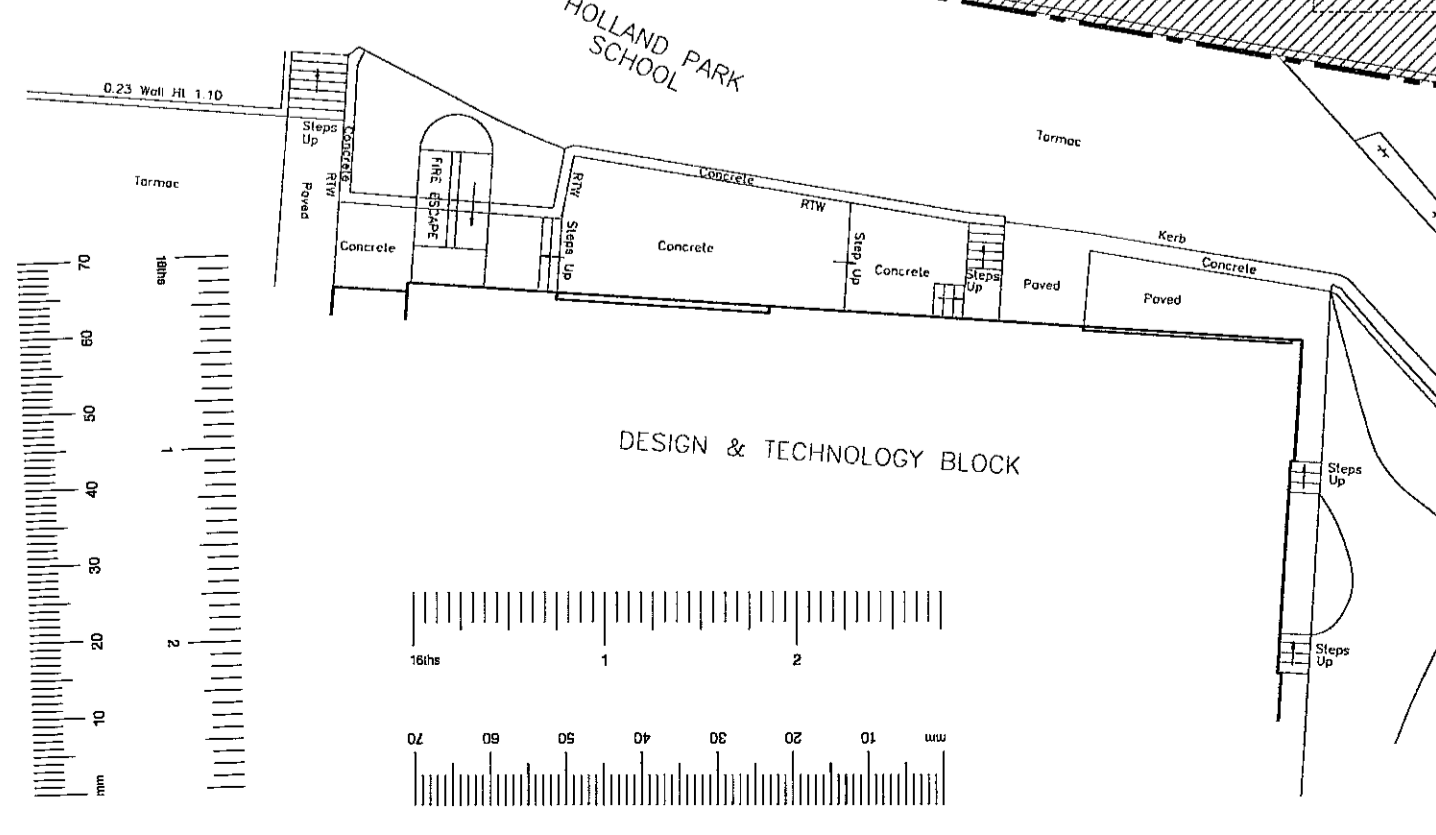 HOLLAND PARK
SCHOOL
0.23 Wall Ht 1.10
Steps
Up
Concrete
RTW
Tarmac
Paved
FIRE ESCAPE
RTW
Concrete
Steps Up
Concrete
RTW
Concrete
Step Up
Concrete
Steps
Up
Paved
Tarmac
Kerb
Concrete
Paved
DESIGN & TECHNOLOGY BLOCK
Steps
Up
Steps
Up
70
60
50
40
30
20
10
mm
16ths
1
2
16ths
1
2
70
60
50
40
30
20
10
mm